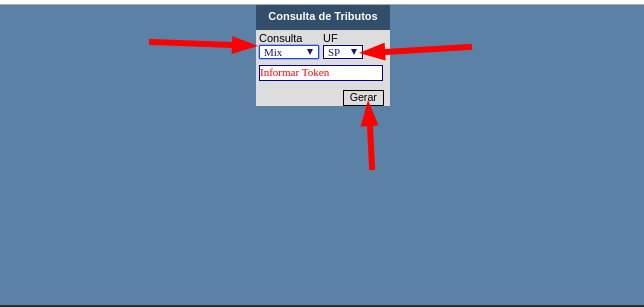 Consulta de Tributos
Consulta UF
Mix SP
Informar Token
Gerar